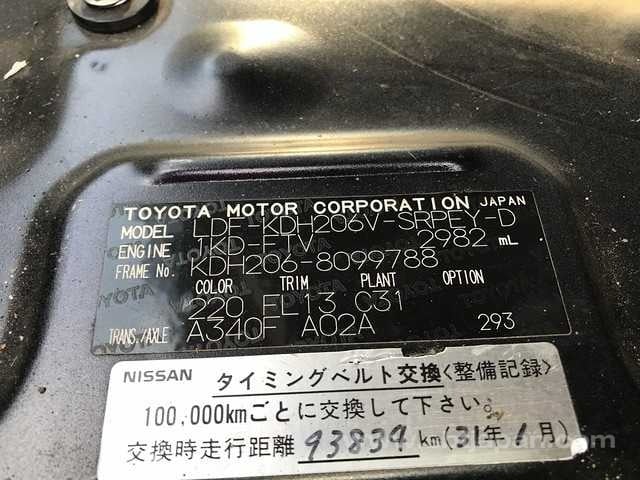 TOYOTA MOTOR CORPORATION JAPAN
MODEL LDF-KDH206V-SRPEY-D
ENGINE 1KD-FTV 2982 mL
FRAME No. KDH206-8099788
COLOR TRIM PLANT OPTION
220 FL13 C31
TRANS./AXLE A340F A02A 293
NISSAN タイミングベルト交換<整備記録>
100,000kmごとに交換して下さい。
交換時走行距離 93834 km (31年 1月)